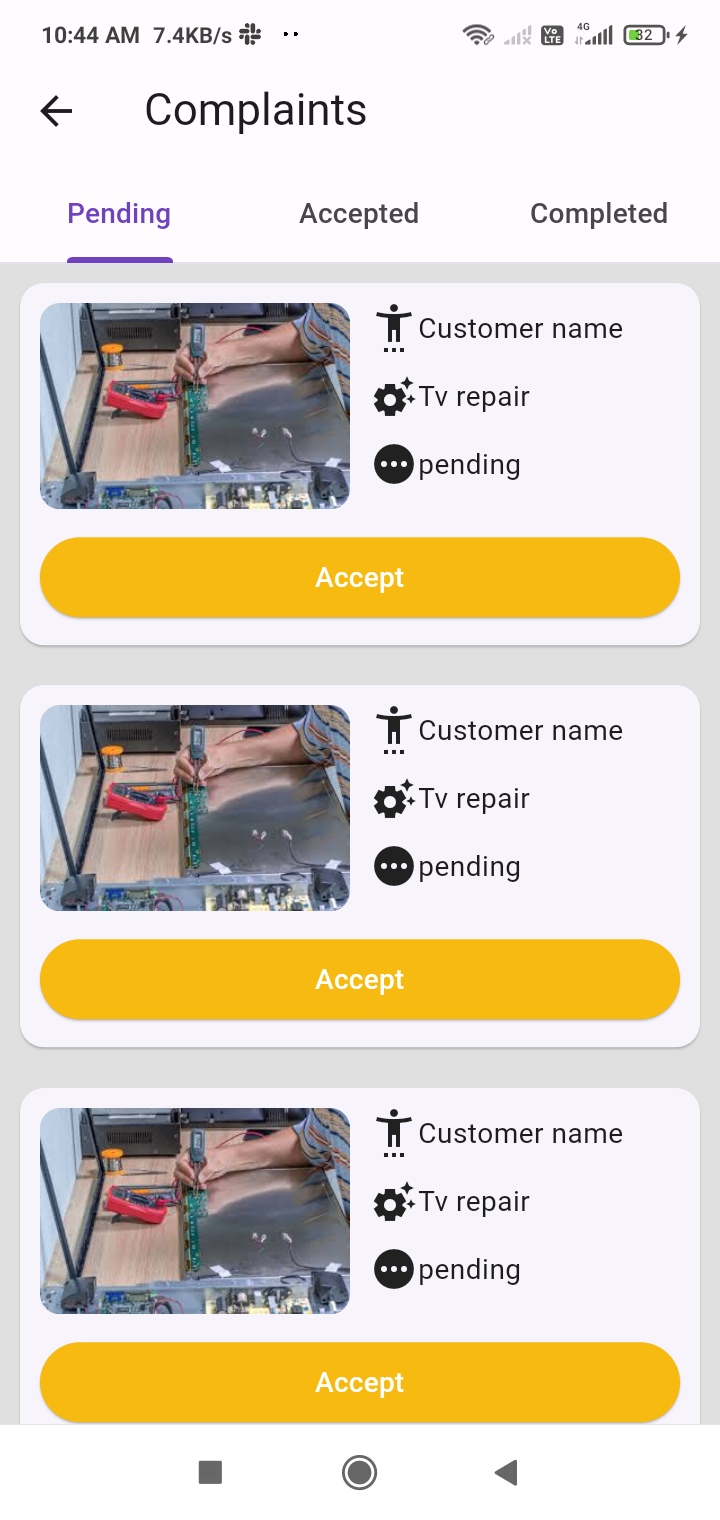 10:44 AM 7.4KB/s Vo LTE 4G 32
Complaints
Pending Accepted Completed
Customer name
Tv repair
pending
Accept
Customer name
Tv repair
pending
Accept
Customer name
Tv repair
pending
Accept